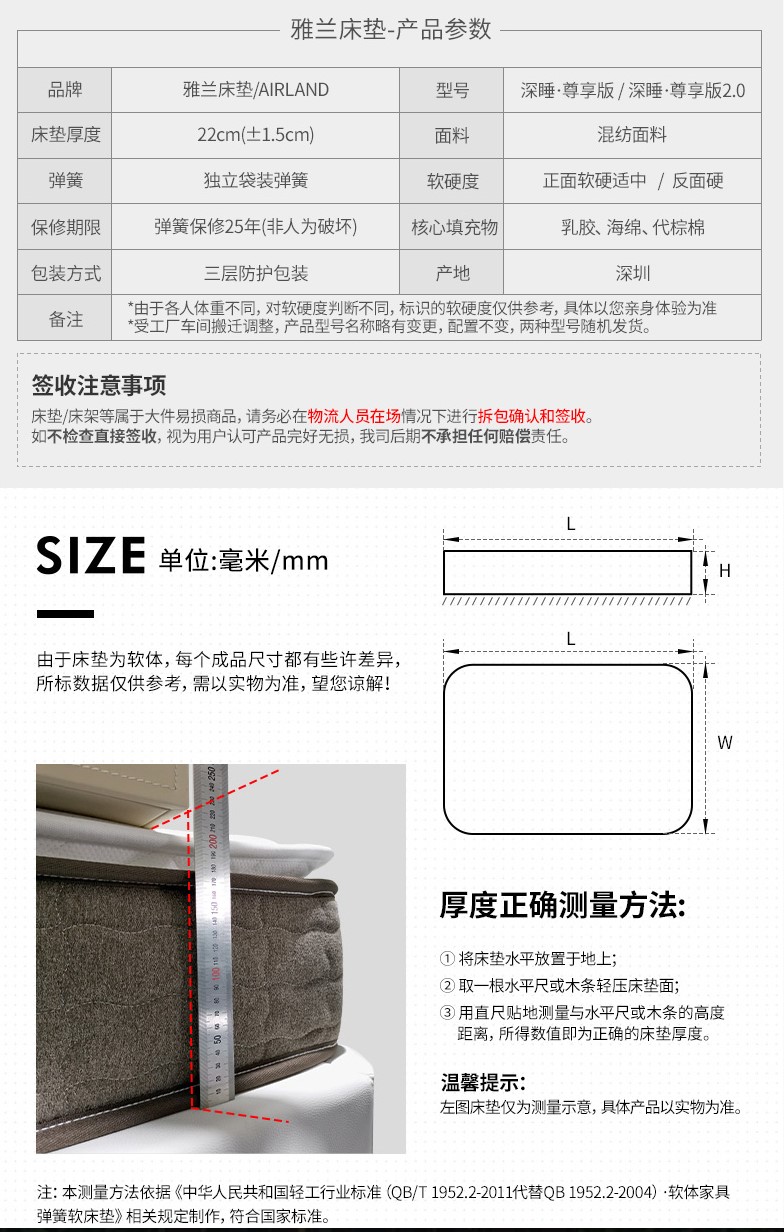 雅兰床垫-产品参数
品牌 雅兰床垫/AIRLAND 型号 深睡·尊享版 / 深睡·尊享版2.0
床垫厚度 22cm(±1.5cm) 面料 混纺面料
弹簧 独立袋装弹簧 软硬度 正面软硬适中 / 反面硬
保修期限 弹簧保修25年(非人为破坏) 核心填充物 乳胶、海绵、代棕棉
包装方式 三层防护包装 产地 深圳
备注 *由于各人体重不同, 对软硬度判断不同, 标识的软硬度仅供参考, 具体以您亲身体验为准
*受工厂车间搬迁调整, 产品型号名称略有变更, 配置不变, 两种型号随机发货。
签收注意事项
床垫/床架等属于大件易损商品, 请务必在物流人员在场情况下进行拆包确认和签收。
如不检查直接签收, 视为用户认可产品完好无损, 我司后期不承担任何赔偿责任。
SIZE 单位:毫米/mm
由于床垫为软体, 每个成品尺寸都有些许差异,
所标数据仅供参考, 需以实物为准, 望您谅解!
L
H
L
W
250
200
150
100
50
厚度正确测量方法:
① 将床垫水平放置于地上;
② 取一根水平尺或木条轻压床垫面;
③ 用直尺贴地测量与水平尺或木条的高度
距离, 所得数值即为正确的床垫厚度。
温馨提示:
左图床垫仅为测量示意, 具体产品以实物为准。
注: 本测量方法依据《中华人民共和国轻工行业标准 (QB/T 1952.2-2011代替QB 1952.2-2004) ·软体家具
弹簧软床垫》相关规定制作, 符合国家标准。